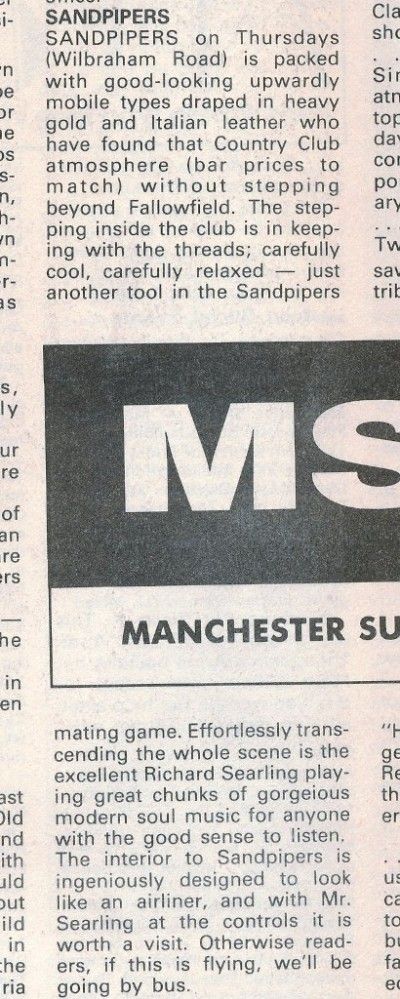 SANDPIPERS
SANDPIPERS on Thursdays
(Wilbraham Road) is packed
with good-looking upwardly
mobile types draped in heavy
gold and Italian leather who
have found that Country Club
atmosphere (bar prices to
match) without stepping
beyond Fallowfield. The step-
ping inside the club is in keep-
ing with the threads; carefully
cool, carefully relaxed — just
another tool in the Sandpipers
MS
MANCHESTER SU
mating game. Effortlessly trans-
cending the whole scene is the
excellent Richard Searling play-
ing great chunks of gorgeious
modern soul music for anyone
with the good sense to listen.
The interior to Sandpipers is
ingeniously designed to look
like an airliner, and with Mr.
Searling at the controls it is
worth a visit. Otherwise read-
ers, if this is flying, we'll be
going by bus.